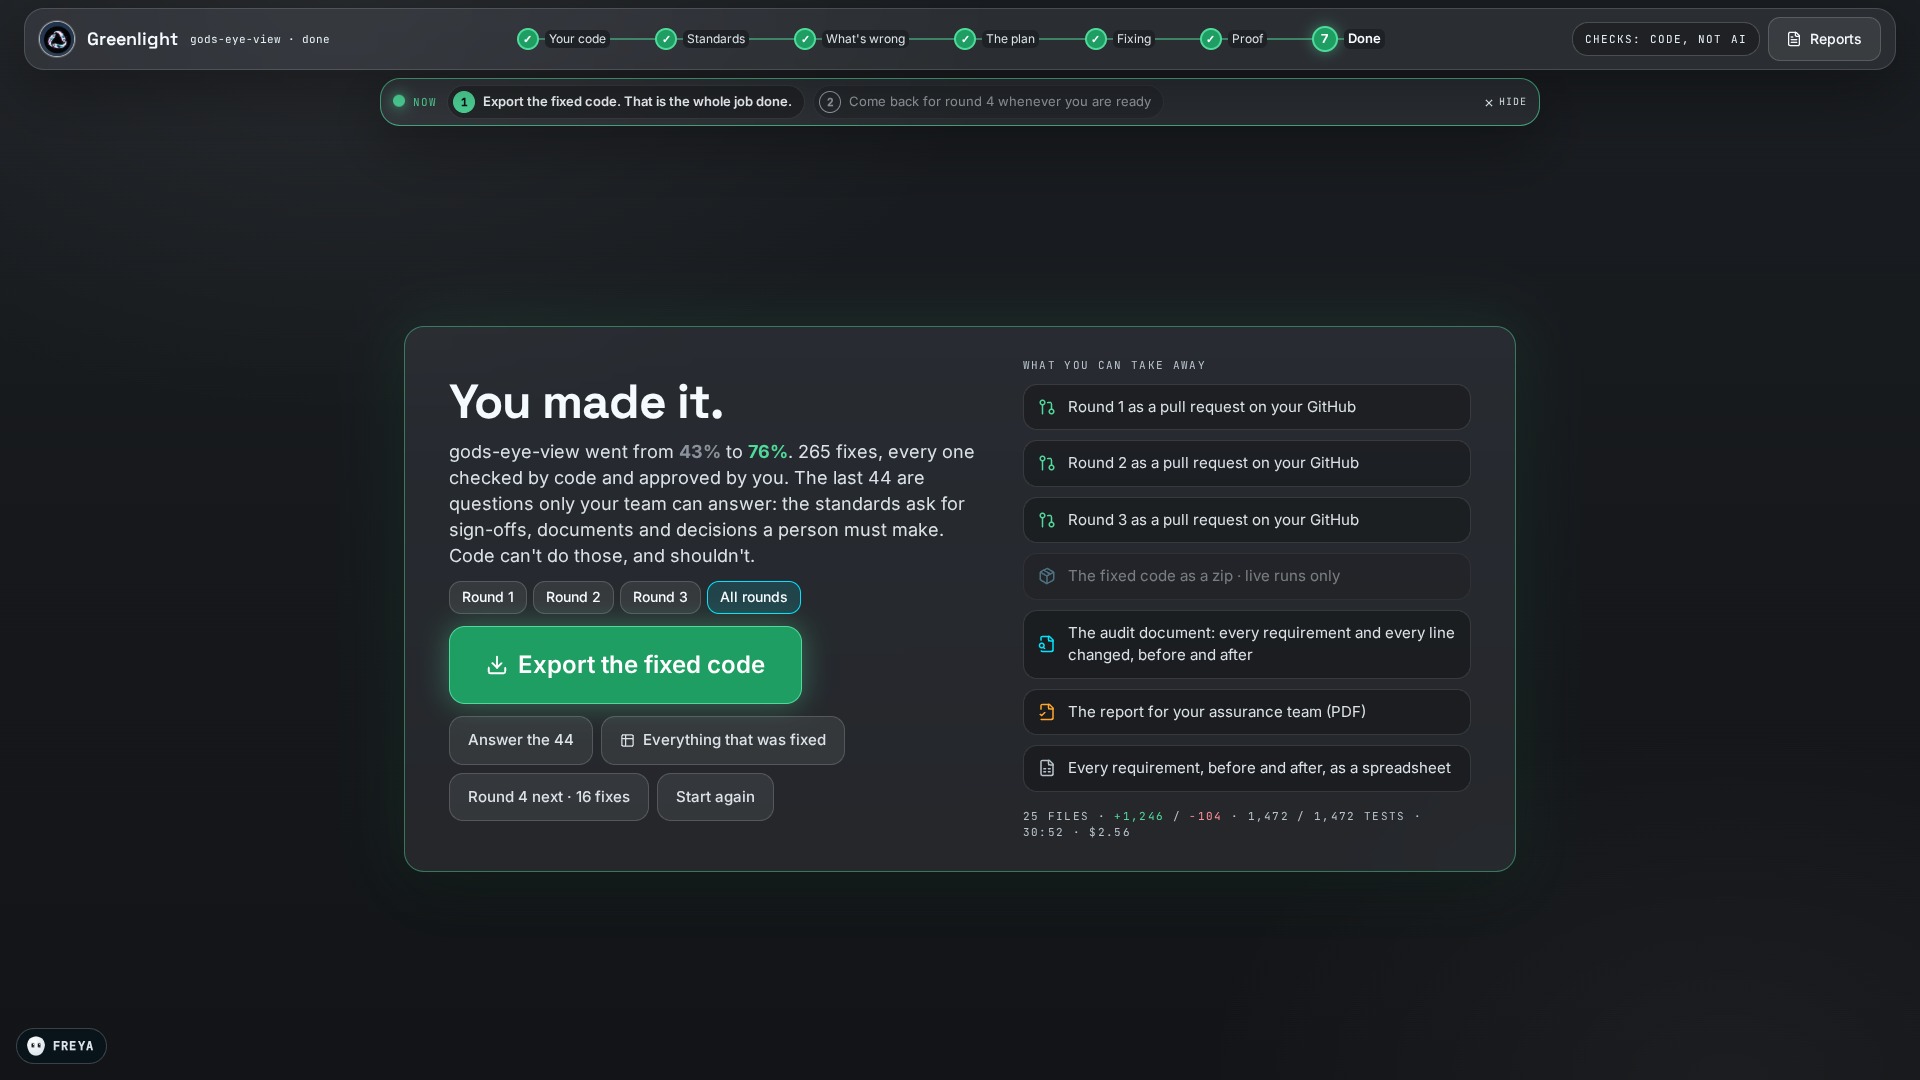 Greenlight gods-eye-view · done
✓ Your code ✓ Standards ✓ What's wrong ✓ The plan ✓ Fixing ✓ Proof 7 Done
CHECKS: CODE, NOT AI
Reports
NOW 1 Export the fixed code. That is the whole job done. 2 Come back for round 4 whenever you are ready × HIDE
You made it.
gods-eye-view went from 43% to 76%. 265 fixes, every one
checked by code and approved by you. The last 44 are
questions only your team can answer: the standards ask for
sign-offs, documents and decisions a person must make.
Code can't do those, and shouldn't.
Round 1 Round 2 Round 3 All rounds
Export the fixed code
Answer the 44 Everything that was fixed
Round 4 next · 16 fixes Start again
WHAT YOU CAN TAKE AWAY
Round 1 as a pull request on your GitHub
Round 2 as a pull request on your GitHub
Round 3 as a pull request on your GitHub
The fixed code as a zip · live runs only
The audit document: every requirement and every line
changed, before and after
The report for your assurance team (PDF)
Every requirement, before and after, as a spreadsheet
25 FILES · +1,246 / -104 · 1,472 / 1,472 TESTS ·
30:52 · $2.56
FREYA